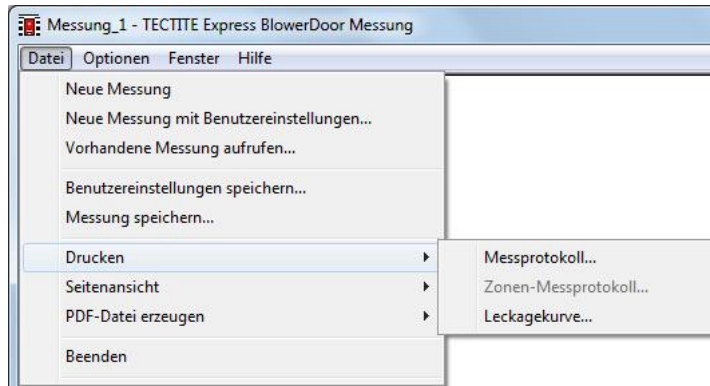 Messung_1 - TECTITE Express BlowerDoor Messung
Datei Optionen Fenster Hilfe
Neue Messung
Neue Messung mit Benutzereinstellungen...
Vorhandene Messung aufrufen...
Benutzereinstellungen speichern...
Messung speichern...
Drucken
Seitenansicht
PDF-Datei erzeugen
Beenden
Messprotokoll...
Zonen-Messprotokoll...
Leckagekurve...